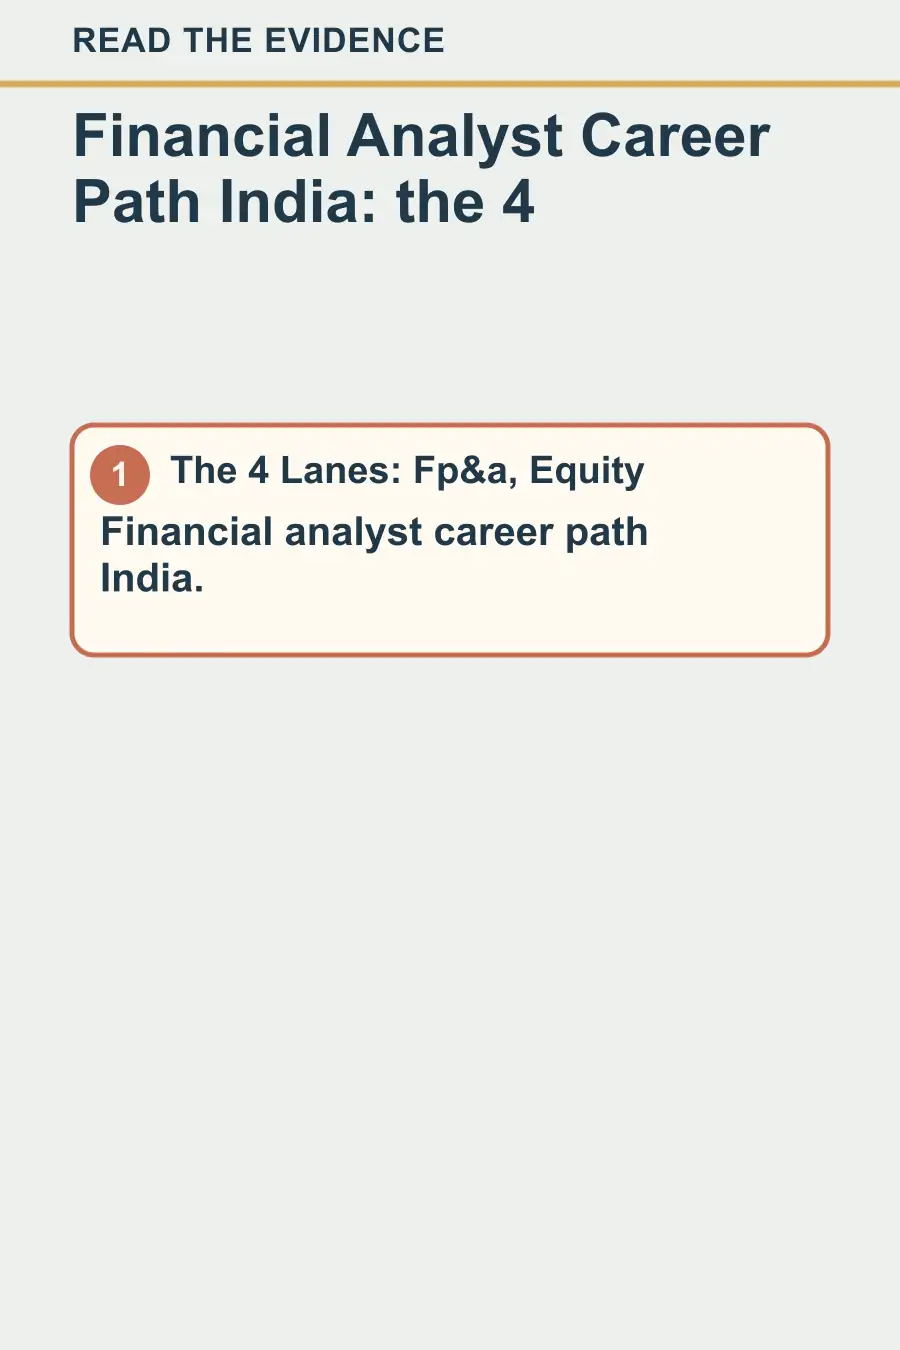 READ THE EVIDENCE
Financial Analyst Career
Path India: the 4
1 The 4 Lanes: Fp&a, Equity
Financial analyst career path
India.